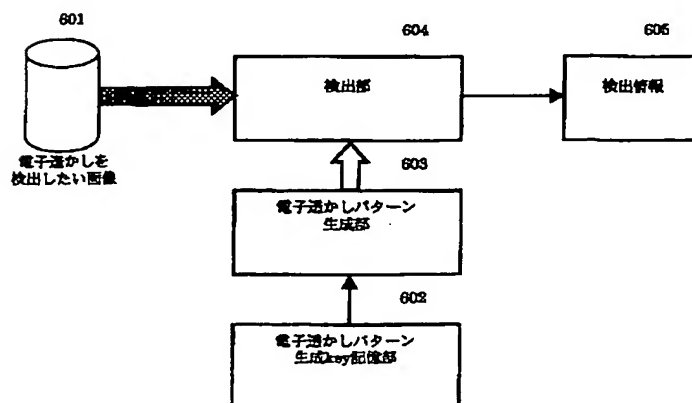 601
604
605
検出部
検出情報
電子透かしを
検出したい画像
603
電子透かしパターン
生成部
602
電子透かしパターン
生成key記憶部